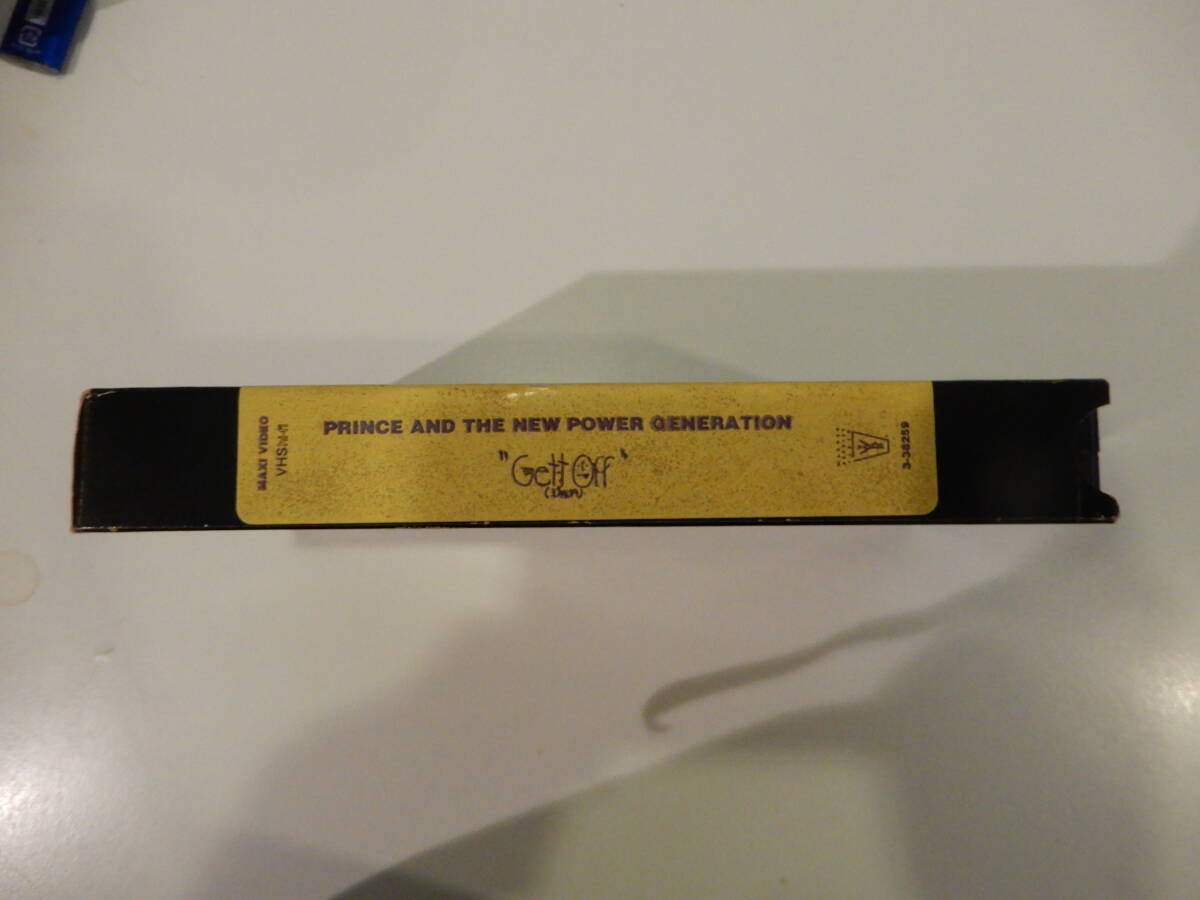 MAXI VIDEO
VHS
PRINCE AND THE NEW POWER GENERATION
"Gett Off"
3-38259